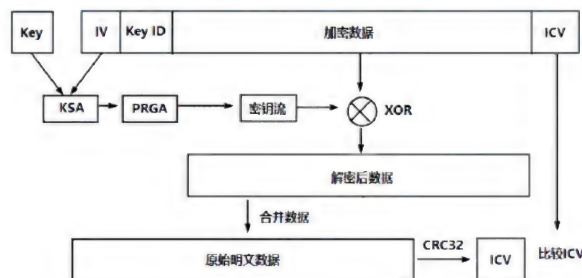 Key
IV
Key ID
加密数据
ICV
KSA
PRGA
密钥流
XOR
解密后数据
合并数据
原始明文数据
CRC32
ICV
比较ICV